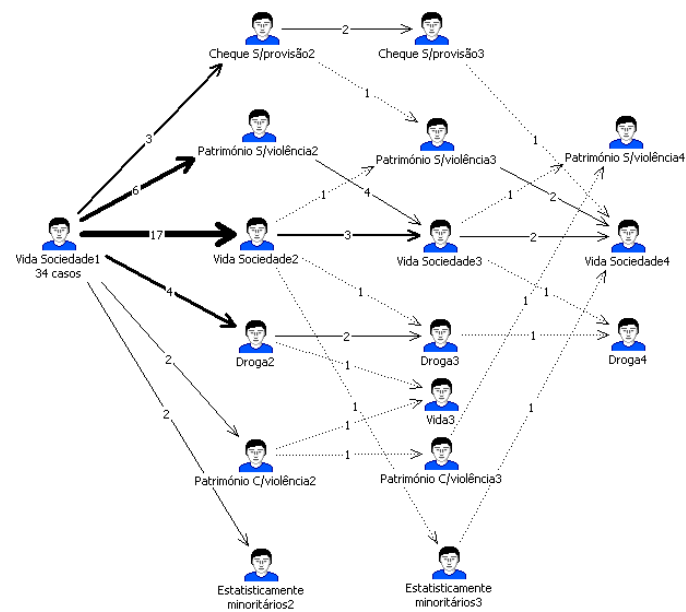 2
Cheque S/provisão2
Cheque S/provisão3
1
3
1
Património S/violência2
Património S/violência3
Património S/violência4
6
1
4
1
2
17
3
2
Vida Sociedade1
34 casos
Vida Sociedade2
Vida Sociedade3
Vida Sociedade4
4
1
1
1
2
1
Droga2
Droga3
Droga4
2
1
Vida3
2
1
1
1
1
Património C/violência2
Património C/violência3
Estatisticamente
minoritários2
Estatisticamente
minoritários3